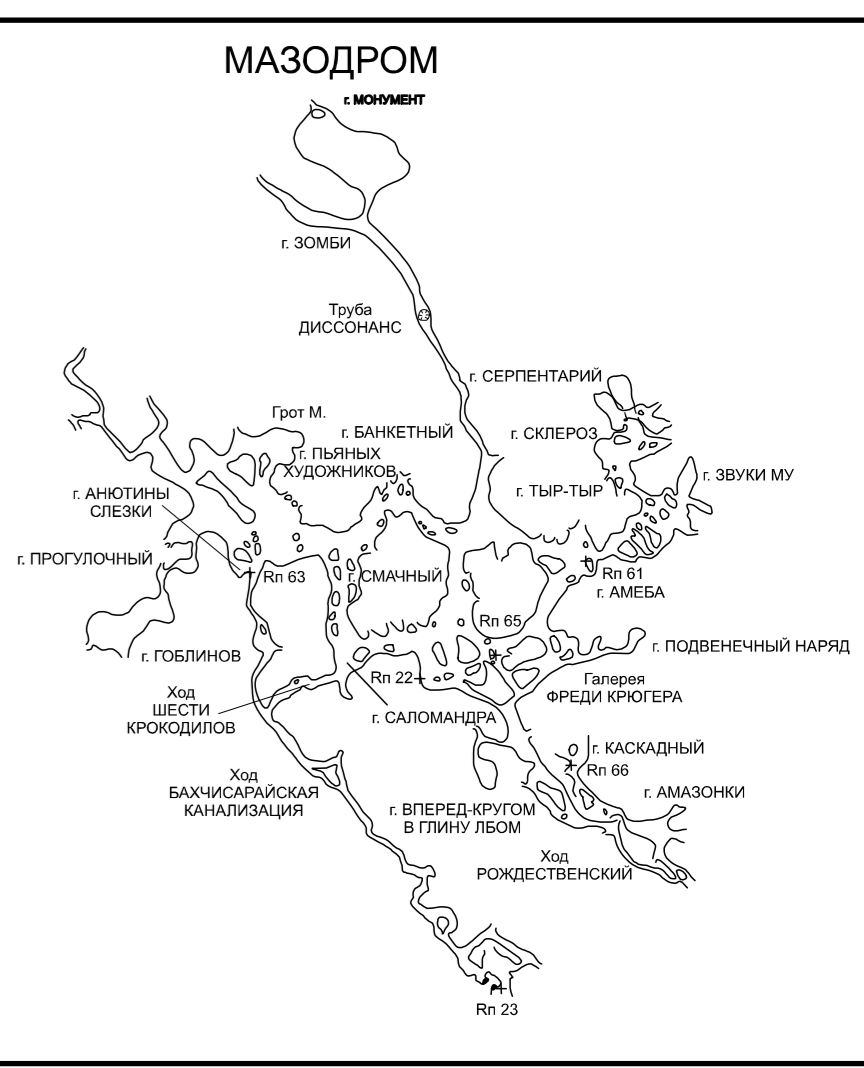 МАЗОДРОМ
г. МОНУМЕНТ
г. ЗОМБИ
Труба
ДИССОНАНС
г. СЕРПЕНТАРИЙ
Грот М.
г. БАНКЕТНЫЙ
г. СКЛЕРОЗ
г. ПЬЯНЫХ
ХУДОЖНИКОВ
г. ЗВУКИ МУ
г. ТЫР-ТЫР
г. АНЮТИНЫ
СЛЕЗКИ
г. ПРОГУЛОЧНЫЙ
Rп 63
г. СМАЧНЫЙ
Rп 61
г. АМЕБА
Rп 65
г. ПОДВЕНЕЧНЫЙ НАРЯД
г. ГОБЛИНОВ
Rп 22
Галерея
ФРЕДИ КРЮГЕРА
Ход
ШЕСТИ
КРОКОДИЛОВ
г. САЛОМАНДРА
г. КАСКАДНЫЙ
Rп 66
Ход
БАХЧИСАРАЙСКАЯ
КАНАЛИЗАЦИЯ
г. АМАЗОНКИ
г. ВПЕРЕД-КРУГОМ
В ГЛИНУ ЛБОМ
Ход
РОЖДЕСТВЕНСКИЙ
Rп 23